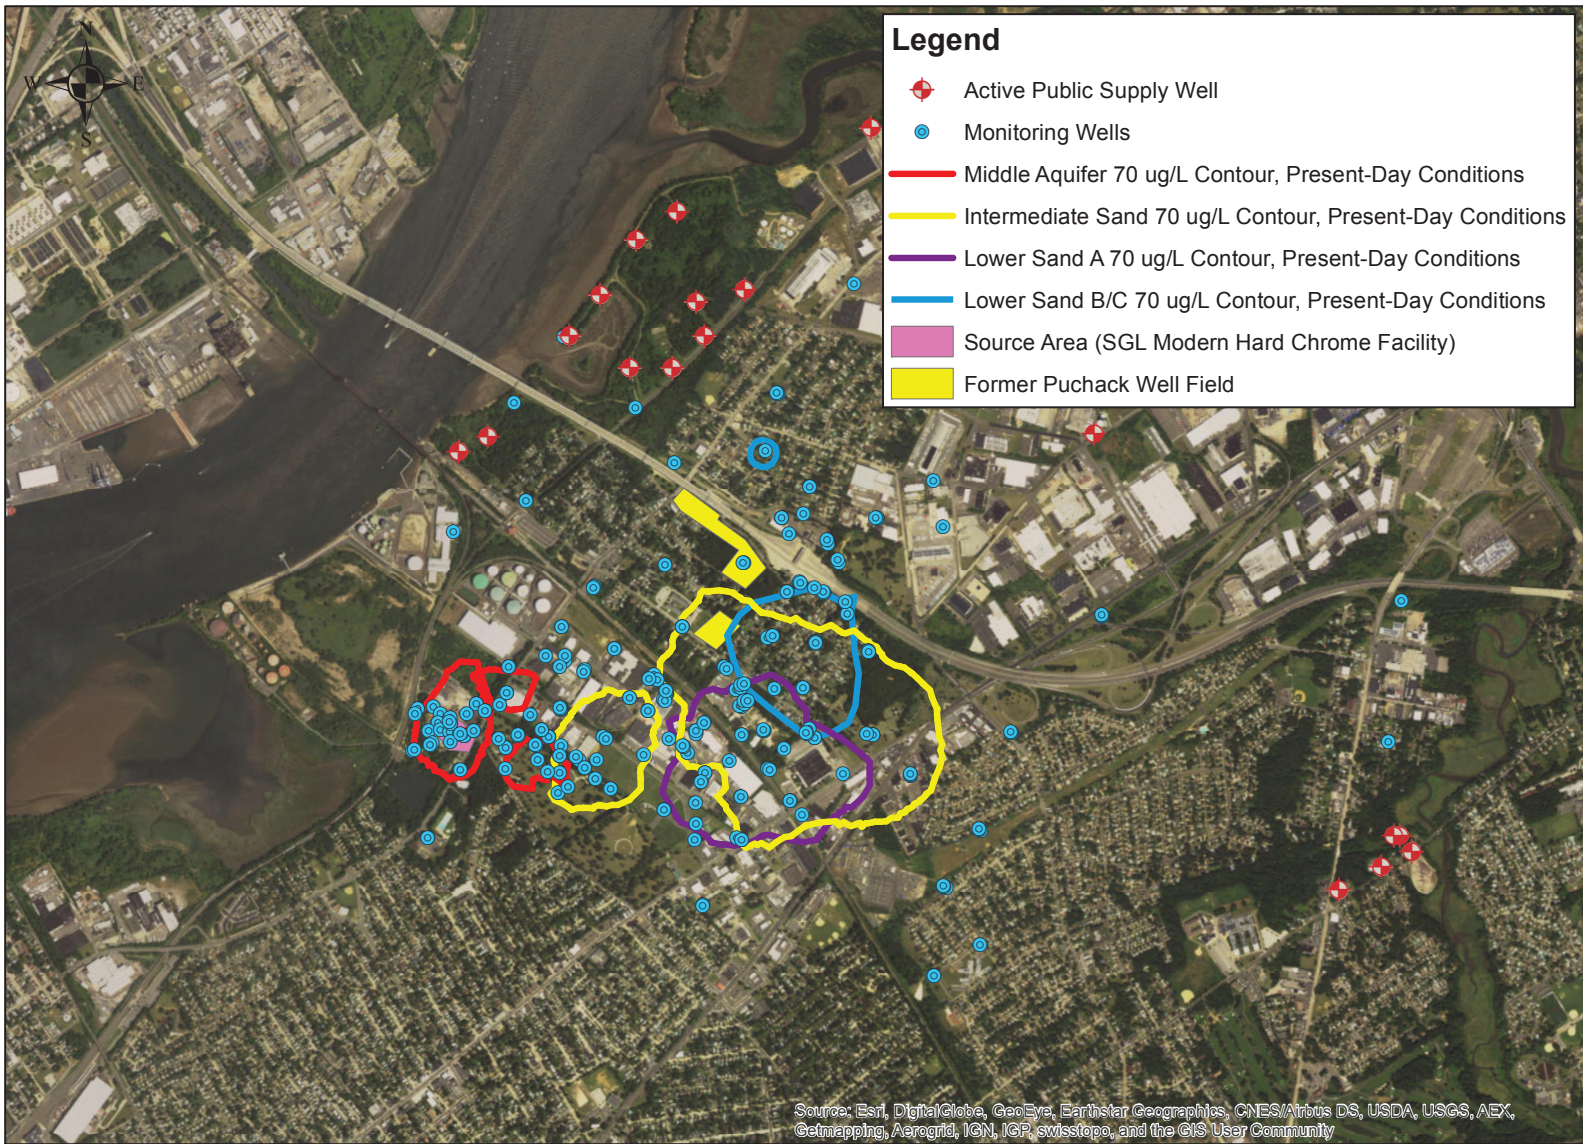 N
W
E
S
Legend
Active Public Supply Well
Monitoring Wells
Middle Aquifer 70 ug/L Contour, Present-Day Conditions
Intermediate Sand 70 ug/L Contour, Present-Day Conditions
Lower Sand A 70 ug/L Contour, Present-Day Conditions
Lower Sand B/C 70 ug/L Contour, Present-Day Conditions
Source Area (SGL Modern Hard Chrome Facility)
Former Puchack Well Field
Source: Esri, DigitalGlobe, GeoEye, Earthstar Geographics, CNES/Airbus DS, USDA, USGS, AEX,
Getmapping, Aerogrid, IGN, IGP, swisstopo, and the GIS User Community